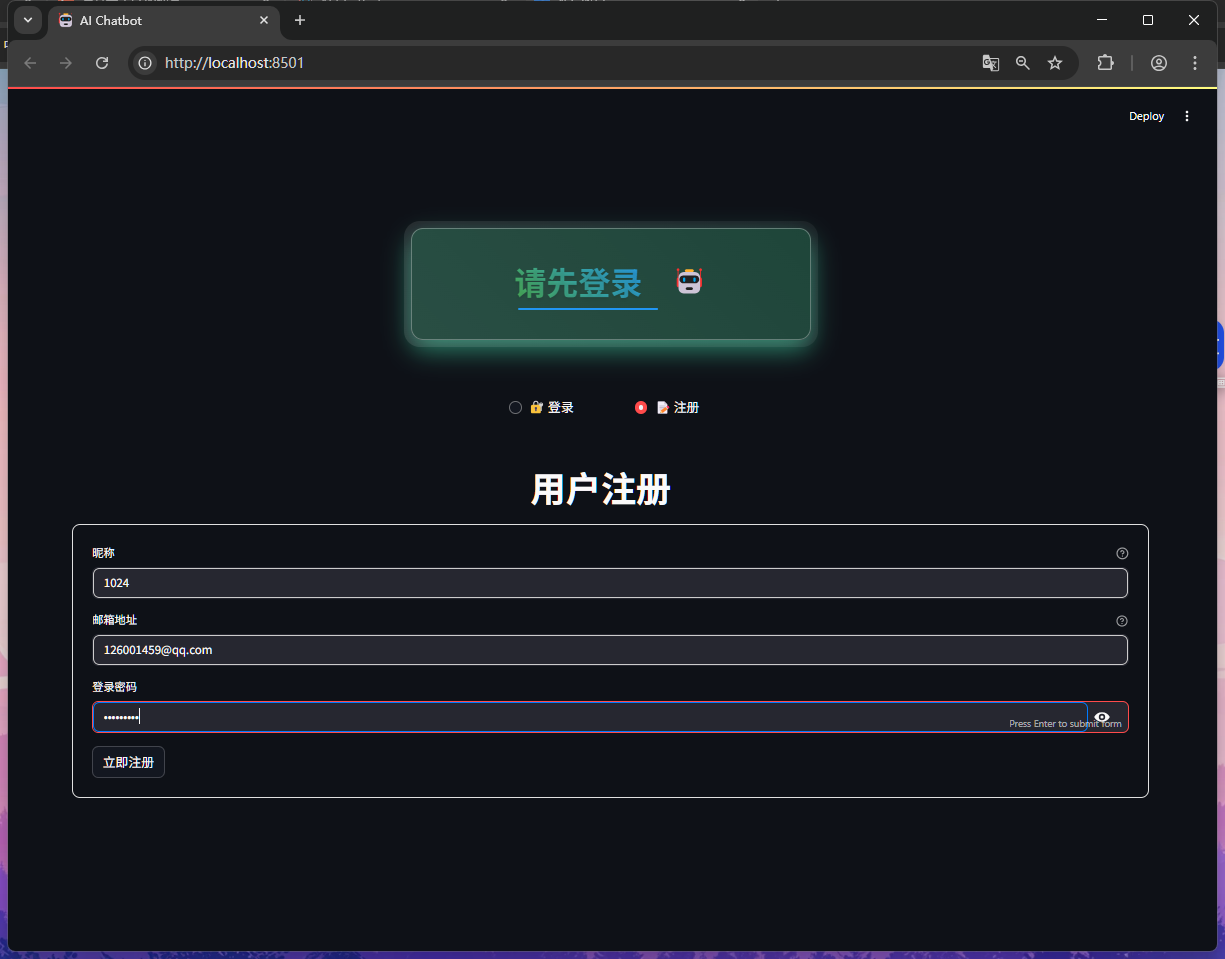 AI Chatbot
http://localhost:8501
Deploy
请先登录
登录
注册
用户注册
昵称
1024
邮箱地址
126001459@qq.com
登录密码
•••••••••
Press Enter to submit form
立即注册